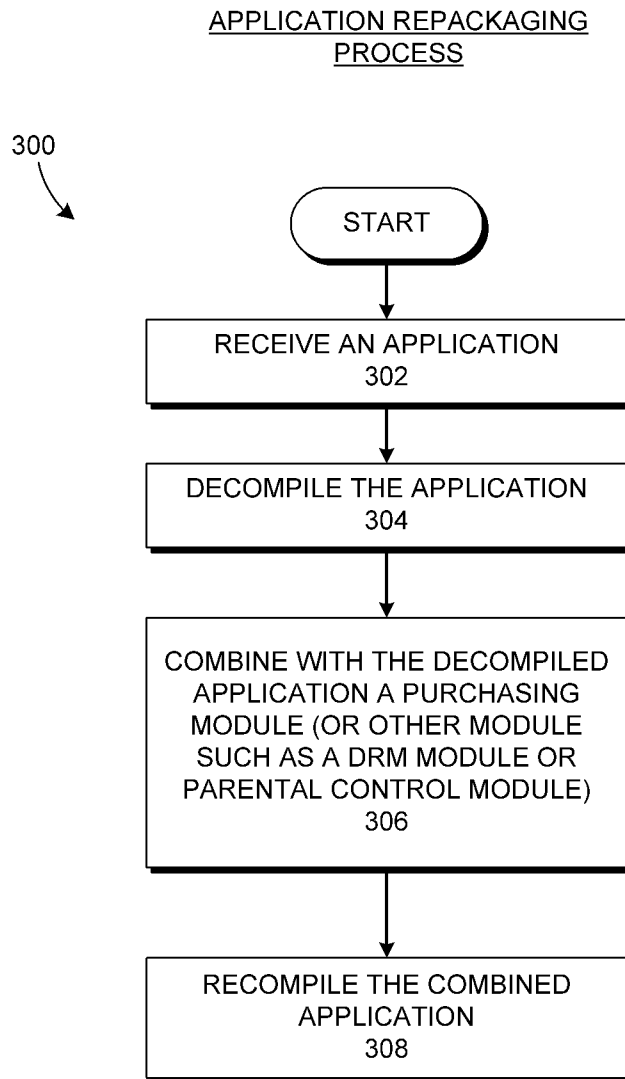 APPLICATION REPACKAGING
PROCESS
300
START
RECEIVE AN APPLICATION
302
DECOMPILE THE APPLICATION
304
COMBINE WITH THE DECOMPILED
APPLICATION A PURCHASING
MODULE (OR OTHER MODULE
SUCH AS A DRM MODULE OR
PARENTAL CONTROL MODULE)
306
RECOMPILE THE COMBINED
APPLICATION
308